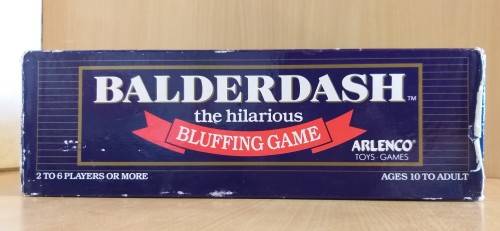 BALDERDASH™
the hilarious
BLUFFING GAME
ARLENCO®
TOYS·GAMES
2 TO 6 PLAYERS OR MORE
AGES 10 TO ADULT